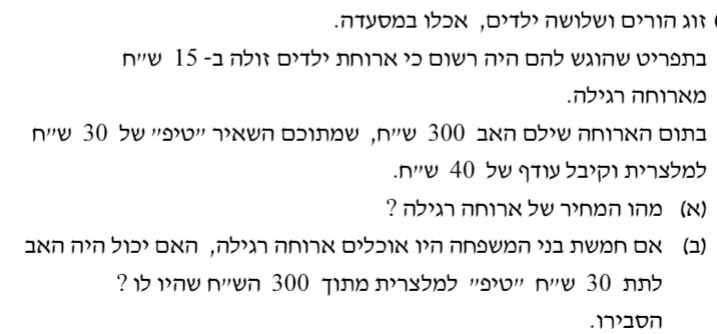 זוג הורים ושלושה ילדים, אכלו במסעדה.
בתפריט שהוגש להם היה רשום כי ארוחת ילדים זולה ב- 15 ש"ח
מארוחה רגילה.
בתום הארוחה שילם האב 300 ש"ח, שמתוכם השאיר "טיפ" של 30 ש"ח
למלצרית וקיבל עודף של 40 ש"ח.
(א) מהו המחיר של ארוחה רגילה ?
(ב) אם חמשת בני המשפחה היו אוכלים ארוחה רגילה, האם יכול היה האב
לתת 30 ש"ח "טיפ" למלצרית מתוך 300 הש"ח שהיו לו ?
הסבירו.